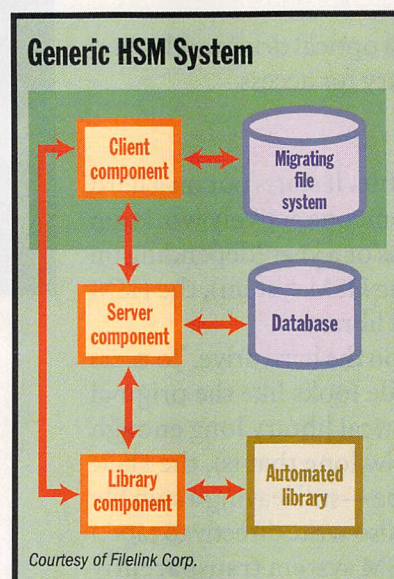 Generic HSM System
Client
component
Migrating
file
system
Server
component
Database
Library
component
Automated
library
Courtesy of Filelink Corp.